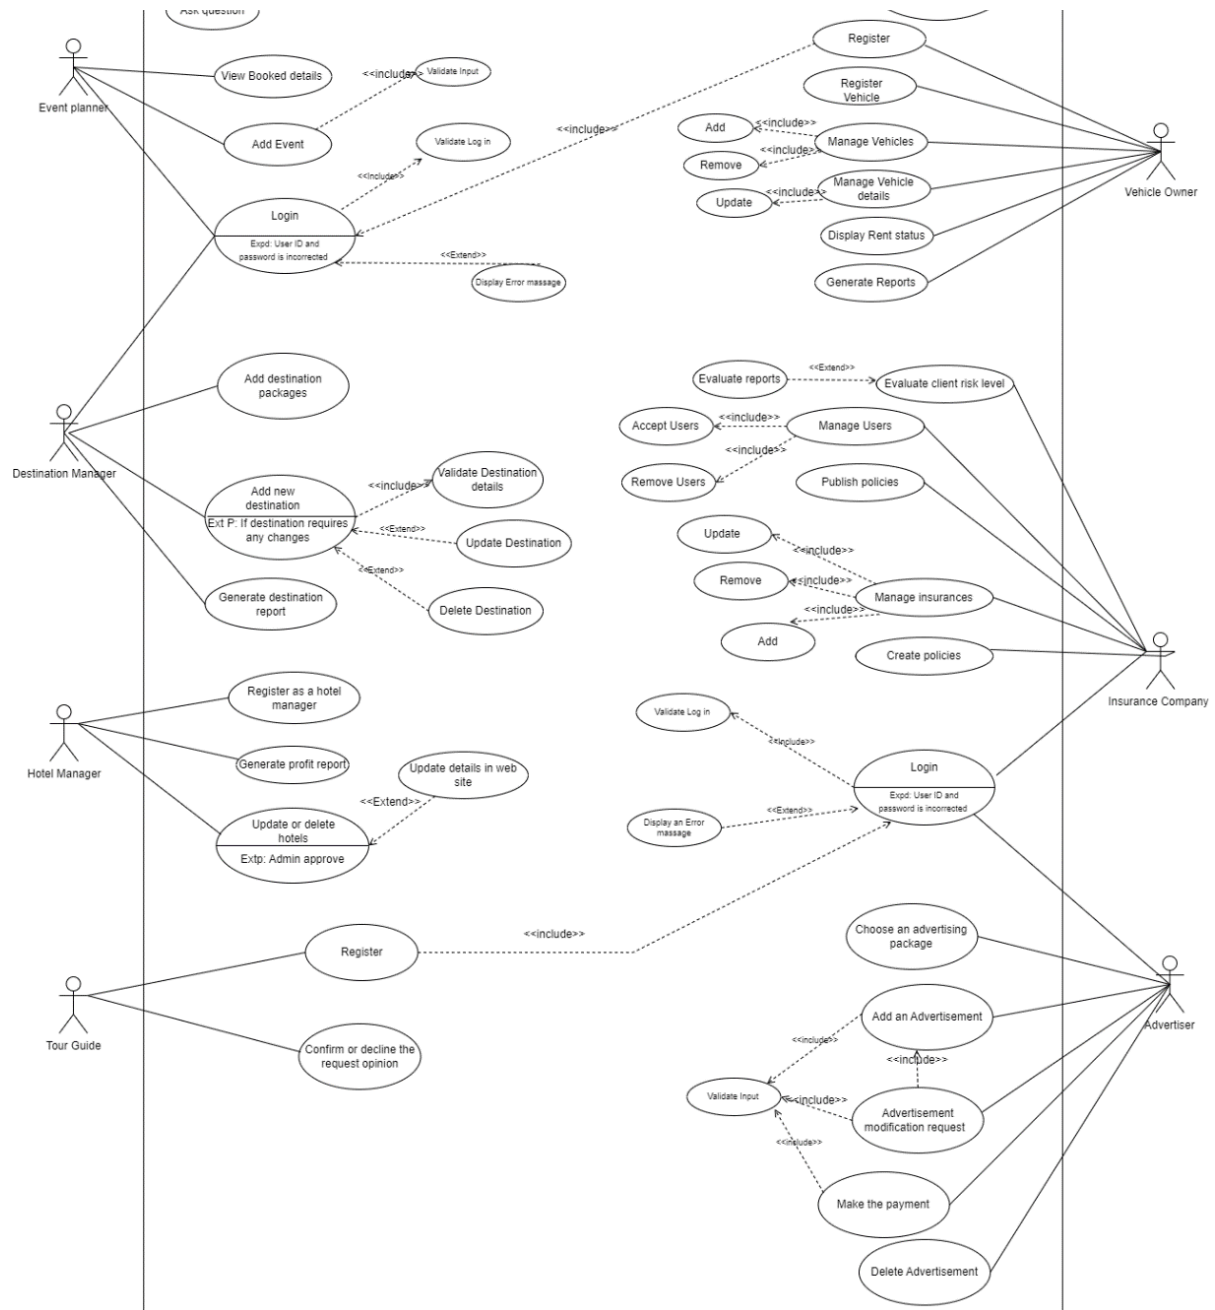 Ask question
Event planner
View Booked details
<<include>>
Validate Input
Add Event
Validate Log in
<<include>>
Login
Expd: User ID and
password is incorrected
<<Extend>>
Display Error massage
<<include>>
Register
Register
Vehicle
Add
<<include>>
Manage Vehicles
Remove
<<include>>
Manage Vehicle
details
Update
<<include>>
Display Rent status
Generate Reports
Vehicle Owner
Add destination
packages
Destination Manager
Add new
destination
Ext P: If destination requires
any changes
<<include>>
Validate Destination
details
<<Extend>>
Update Destination
<<Extend>>
Delete Destination
Generate destination
report
Evaluate reports
<<Extend>>
Evaluate client risk level
Accept Users
<<include>>
Manage Users
<<include>>
Remove Users
Publish policies
Update
<<include>>
Remove
<<include>>
Manage insurances
<<include>>
Add
Create policies
Insurance Company
Register as a hotel
manager
Hotel Manager
Generate profit report
Update details in web
site
<<Extend>>
Update or delete
hotels
Extp: Admin approve
Validate Log in
<<include>>
Login
Expd: User ID and
password is incorrected
<<Extend>>
Display an Error
massage
Register
<<include>>
Tour Guide
Confirm or decline the
request opinion
Choose an advertising
package
Add an Advertisement
Advertiser
<<include>>
<<include>>
Validate Input
<<include>>
Advertisement
modification request
<<include>>
Make the payment
Delete Advertisement